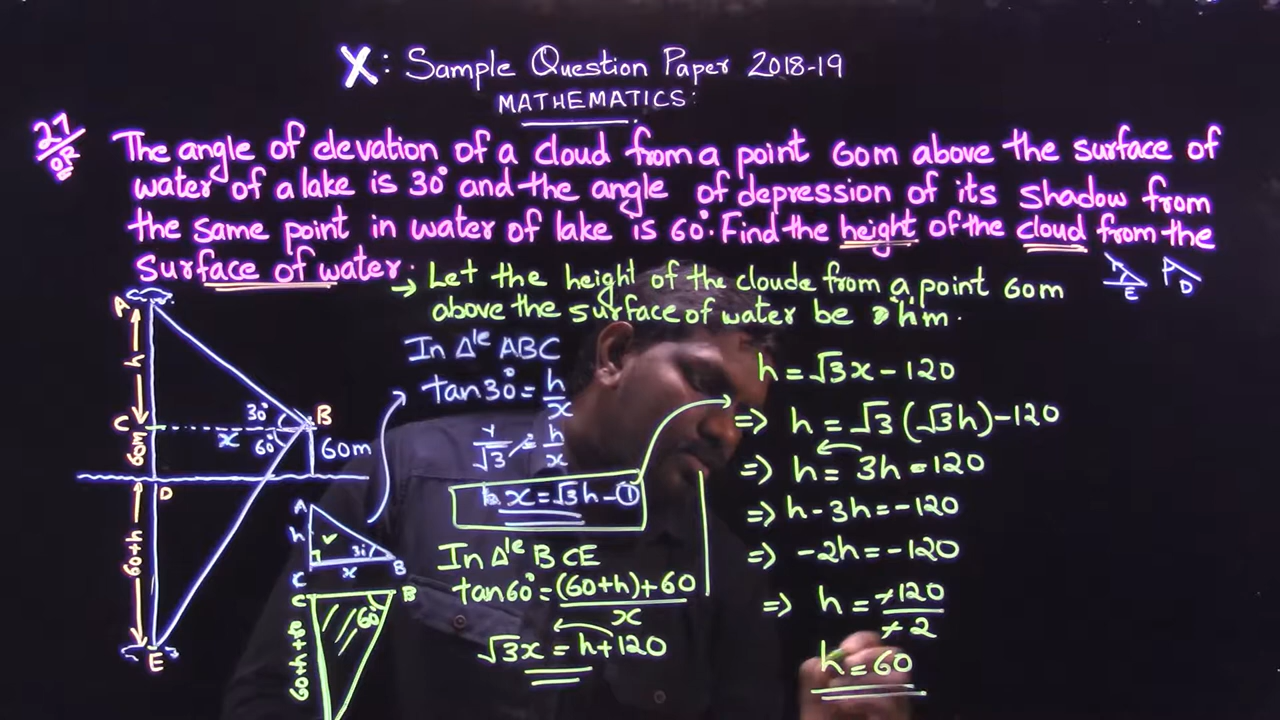 X: Sample Question Paper 2018-19
MATHEMATICS:
27/OR
The angle of elevation of a cloud from a point 60m above the surface of
water of a lake is 30° and the angle of depression of its shadow from
the same point in water of lake is 60°. Find the height of the cloud from the
surface of water.
→ Let the height of the cloude from a point 60m
above the surface of water be h m.
E
D
A
h
C
60m
D
60+h
E
30°
B
x
60°
60m
A
h
C
x
B
C
B
60°
In Δle ABC
tan30° = h/x
1/√3 = h/x
x = √3h - ①
In Δle BCE
tan60° = (60+h)+60/x
√3x = h+120
h = √3x - 120
⇒ h = √3(√3h) - 120
⇒ h = 3h - 120
⇒ h - 3h = -120
⇒ -2h = -120
⇒ h = -120/-2
h = 60